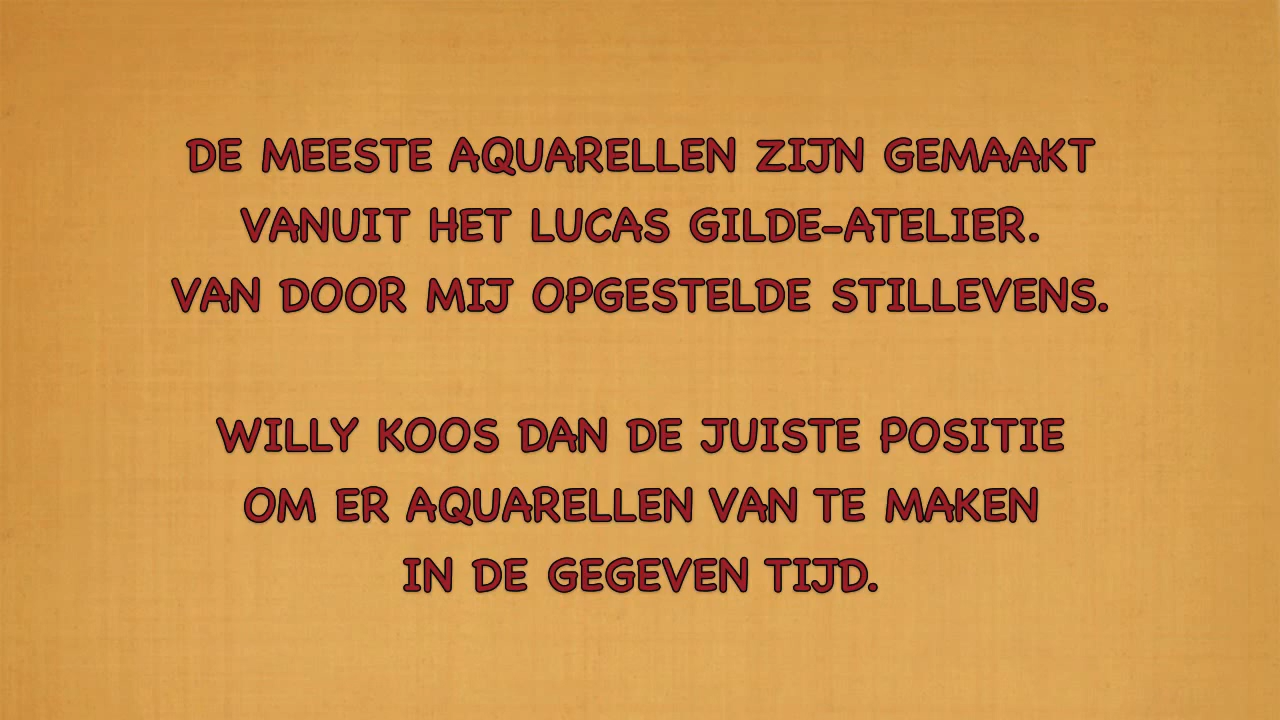 DE MEESTE AQUARELLEN ZIJN GEMAAKT
VANUIT HET LUCAS GILDE-ATELIER.
VAN DOOR MIJ OPGESTELDE STILLEVENS.
WILLY KOOS DAN DE JUISTE POSITIE
OM ER AQUARELLEN VAN TE MAKEN
IN DE GEGEVEN TIJD.